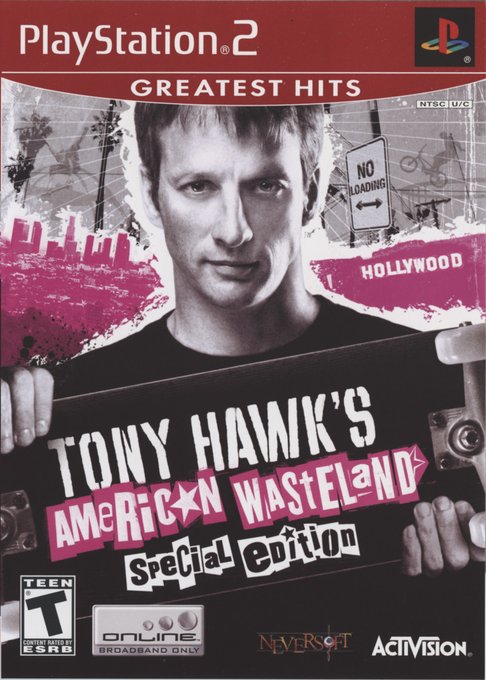 PlayStation®2
GREATEST HITS
NTSC U/C
NO
LOADING
HOLLYWOOD
TONY HAWK'S
AMERICAN WASTELAND
SPECIAL EDITION
TEEN
T
CONTENT RATED BY
ESRB
ONLINE
BROADBAND ONLY
NEVERSOFT
ACTIVISION